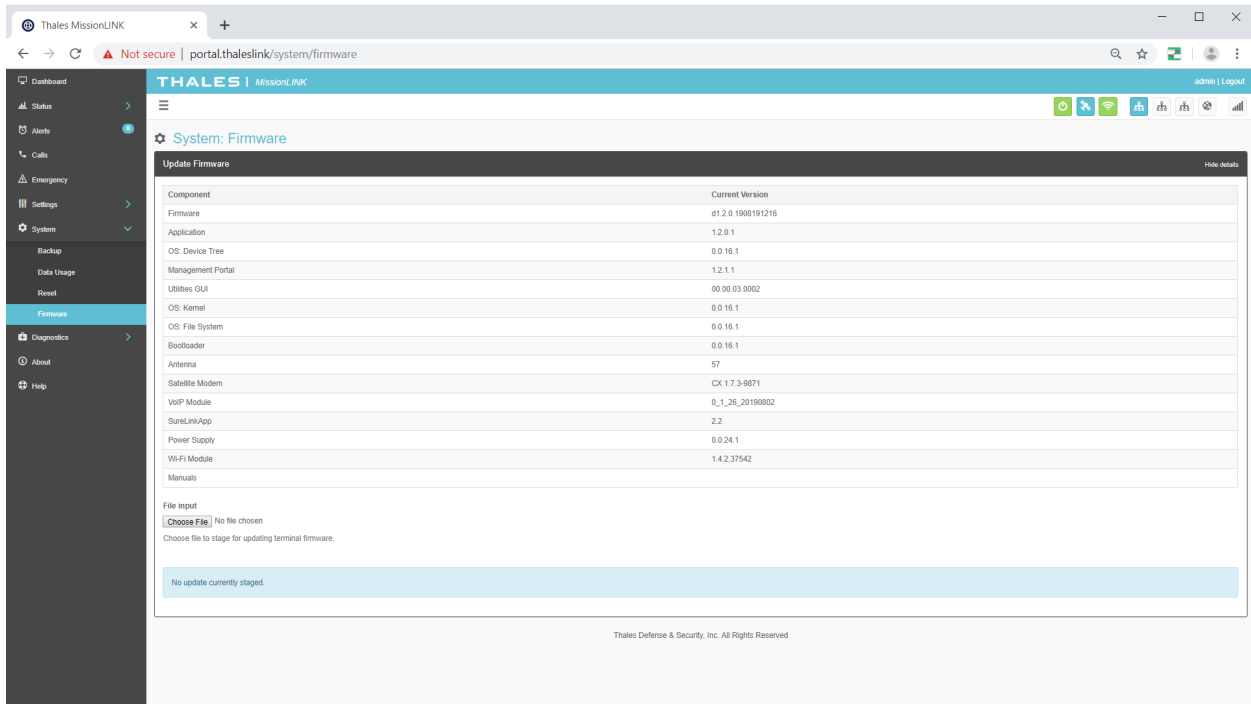 Thales MissionLINK
Not secure | portal.thaleslink/system/firmware
Dashboard
THALES | MissionLINK
admin | Logout
Status
Alerts
0
Calls
Emergency
Settings
System
Backup
Data Usage
Reset
Firmware
Diagnostics
About
Help
System: Firmware
Update Firmware
Hide details
Component Current Version
Firmware d1.2.0.1908191216
Application 1.2.0.1
OS: Device Tree 0.0.16.1
Management Portal 1.2.1.1
Utilities GUI 00.00.03.0002
OS: Kernel 0.0.16.1
OS: File System 0.0.16.1
Bootloader 0.0.16.1
Antenna 57
Satellite Modem CX 1.7.3-9871
VoIP Module 0_1_26_20190802
SureLinkApp 2.2
Power Supply 0.0.24.1
Wi-Fi Module 1.4.2.37542
Manuals
File input
Choose File No file chosen
Choose file to stage for updating terminal firmware.
No update currently staged.
Thales Defense & Security, Inc. All Rights Reserved